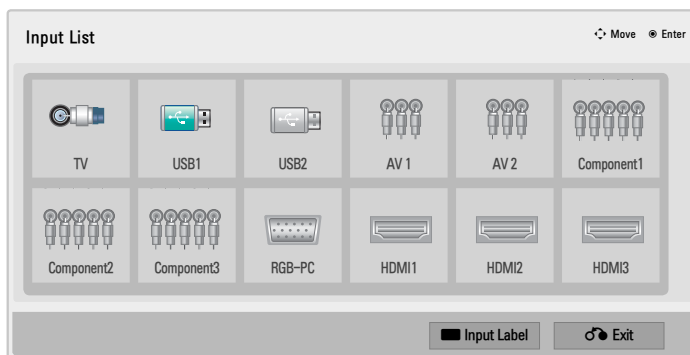 Input List
Move
Enter
TV
USB1
USB2
AV 1
AV 2
Component1
Component2
Component3
RGB-PC
HDMI1
HDMI2
HDMI3
Input Label
Exit